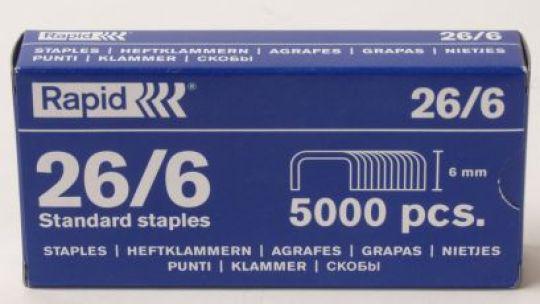 Rapid 26/6
STAPLES | HEFTKLAMMERN | AGRAFES | GRAPAS | NIETJES
PUNTI | KLAMMER | СКОБЫ
Rapid ® 26/6
26/6
Standard staples
6 mm
5000 pcs.
STAPLES | HEFTKLAMMERN | AGRAFES | GRAPAS | NIETJES
PUNTI | KLAMMER | СКОБЫ